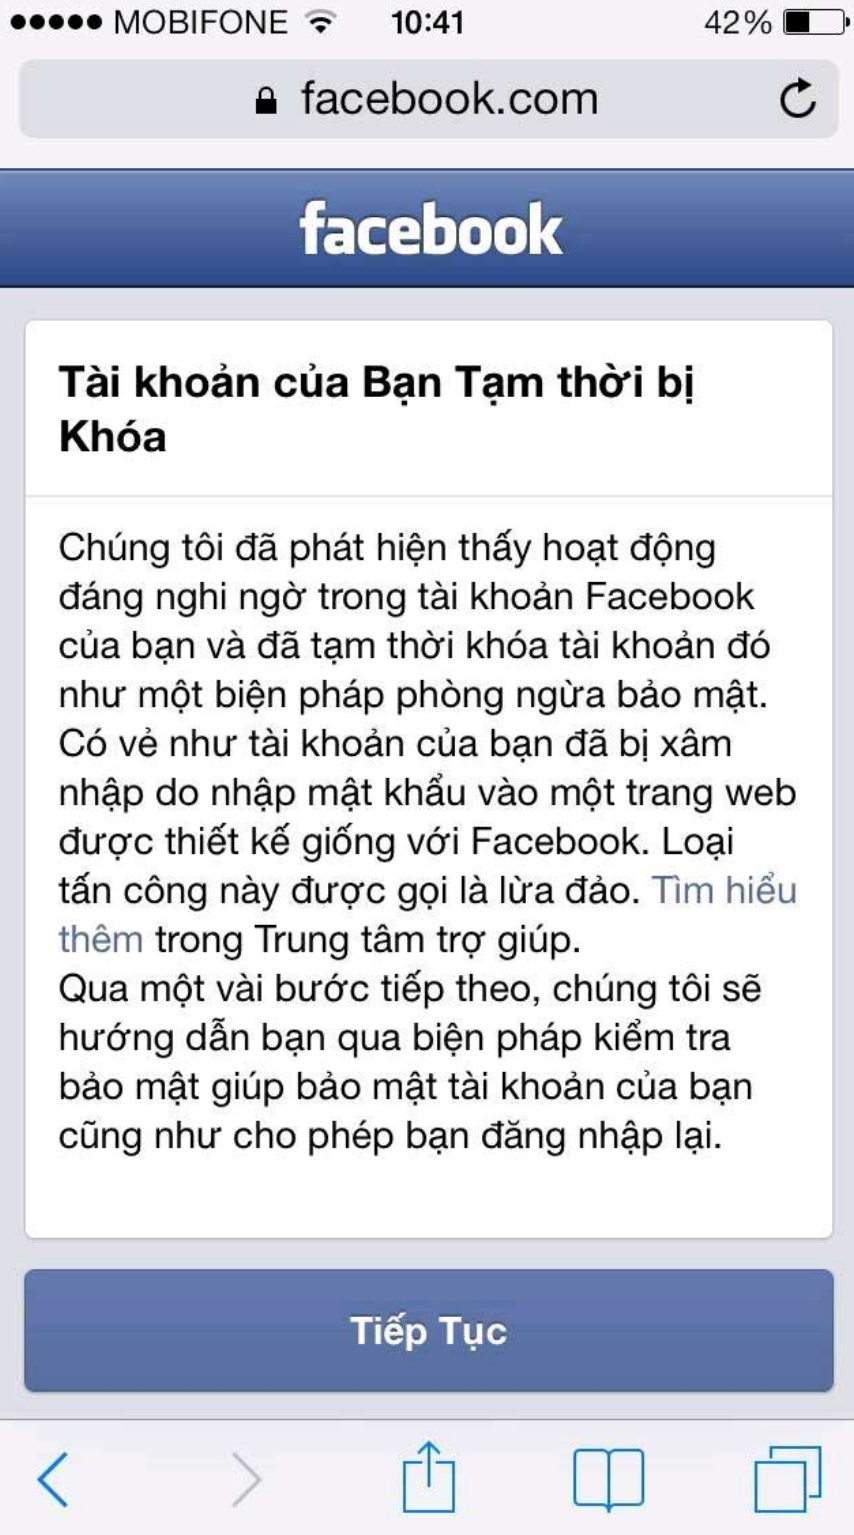 MOBIFONE 10:41 42%
facebook.com
facebook
Tài khoản của Bạn Tạm thời bị
Khóa
Chúng tôi đã phát hiện thấy hoạt động
đáng nghi ngờ trong tài khoản Facebook
của bạn và đã tạm thời khóa tài khoản đó
như một biện pháp phòng ngừa bảo mật.
Có vẻ như tài khoản của bạn đã bị xâm
nhập do nhập mật khẩu vào một trang web
được thiết kế giống với Facebook. Loại
tấn công này được gọi là lừa đảo. Tìm hiểu
thêm trong Trung tâm trợ giúp.
Qua một vài bước tiếp theo, chúng tôi sẽ
hướng dẫn bạn qua biện pháp kiểm tra
bảo mật giúp bảo mật tài khoản của bạn
cũng như cho phép bạn đăng nhập lại.
Tiếp Tục